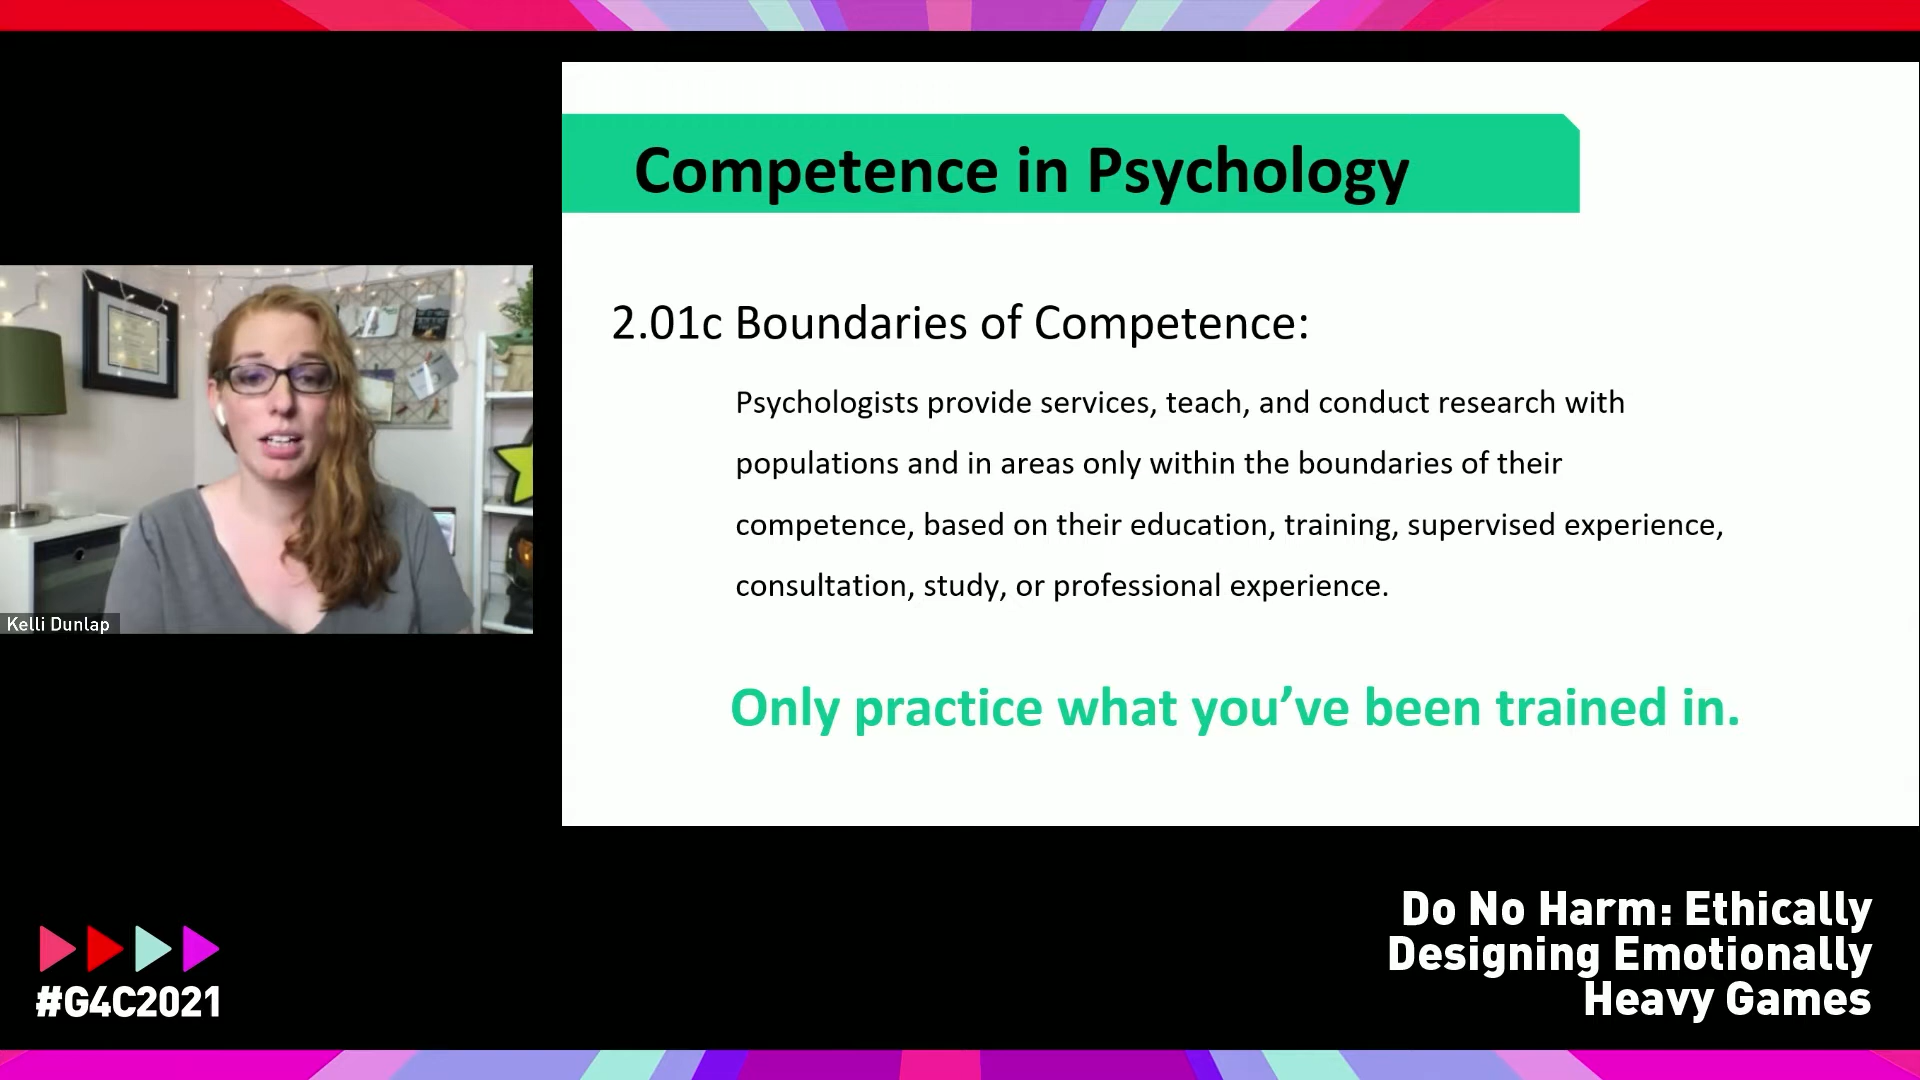 Competence in Psychology
2.01c Boundaries of Competence:
Psychologists provide services, teach, and conduct research with
populations and in areas only within the boundaries of their
competence, based on their education, training, supervised experience,
consultation, study, or professional experience.
Only practice what you’ve been trained in.
Kelli Dunlap
#G4C2021
Do No Harm: Ethically
Designing Emotionally
Heavy Games